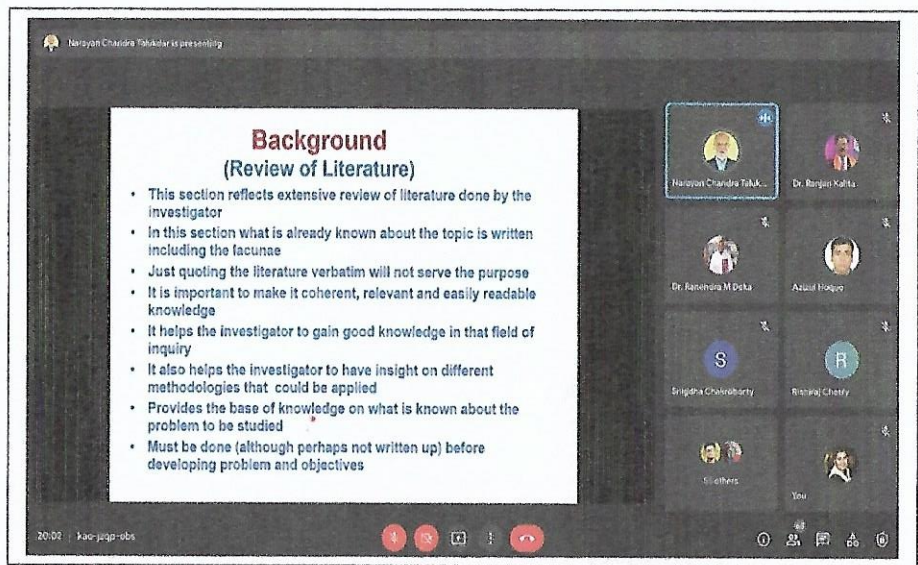 Narayan Chandra Talukdar is presenting
Background
(Review of Literature)
• This section reflects extensive review of literature done by the
investigator
• In this section what is already known about the topic is written
including the lacunae
• Just quoting the literature verbatim will not serve the purpose
• It is important to make it coherent, relevant and easily readable
knowledge
• It helps the investigator to gain good knowledge in that field of
inquiry
• It also helps the investigator to have insight on different
methodologies that could be applied
• Provides the base of knowledge on what is known about the
problem to be studied
• Must be done (although perhaps not written up) before
developing problem and objectives
Narayan Chandra Taluk...
Dr. Ranjan Kalita
Dr. Ranendra M Deka
Azizul Hoque
S
Snigdha Chakroborty
R
Chetry
others
You
20:02 | kao-jzqp-obs